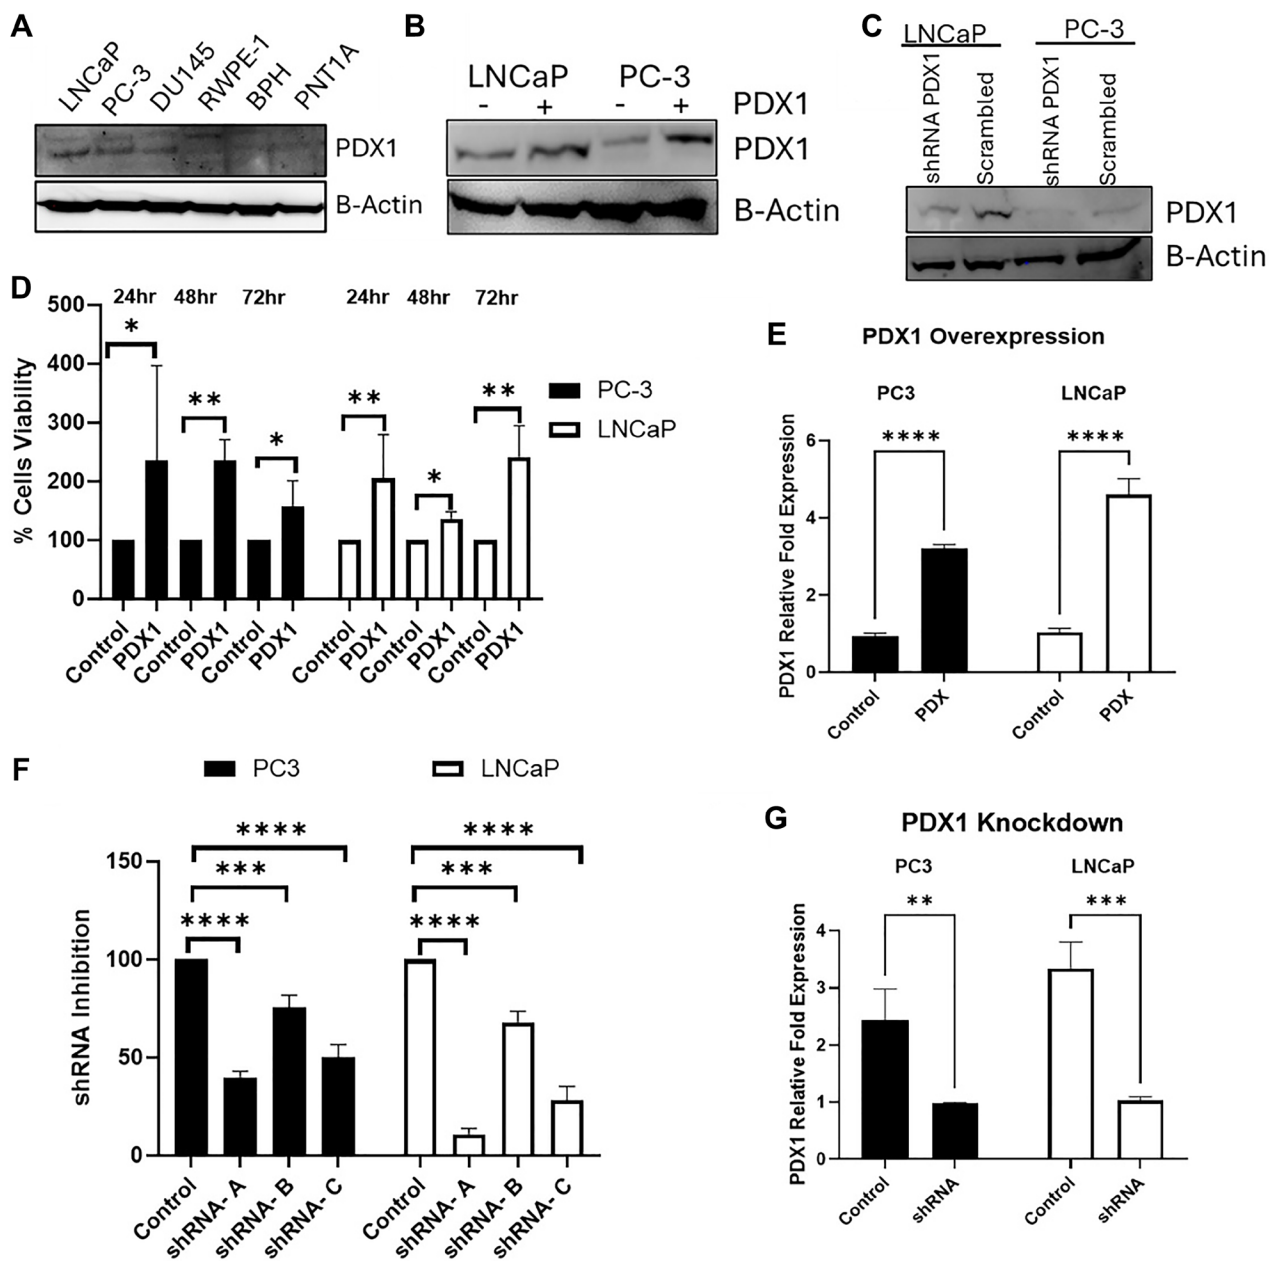 A
LNCaP
PC-3
DU145
RWPE-1
BPH
PNT1A
PDX1
B-Actin
B
LNCaP PC-3
- + - + PDX1
PDX1
B-Actin
C
LNCaP PC-3
shRNA PDX1
Scrambled
shRNA PDX1
Scrambled
PDX1
B-Actin
D
24hr 48hr 72hr 24hr 48hr 72hr
% Cells Viability
500
400
300
200
100
0
* ** * ** * **
PC-3
LNCaP
Control
PDX1
Control
PDX1
Control
PDX1
Control
PDX1
Control
PDX1
Control
PDX1
E
PDX1 Overexpression
PC3 LNCaP
**** ****
PDX1 Relative Fold Expression
6
4
2
0
Control
PDX
Control
PDX
F
PC3 LNCaP
**** ****
*** ***
**** ****
shRNA Inhibition
150
100
50
0
Control
shRNA- A
shRNA- B
shRNA- C
Control
shRNA- A
shRNA- B
shRNA- C
G
PDX1 Knockdown
PC3 LNCaP
** ***
PDX1 Relative Fold Expression
4
3
2
1
0
Control
shRNA
Control
shRNA